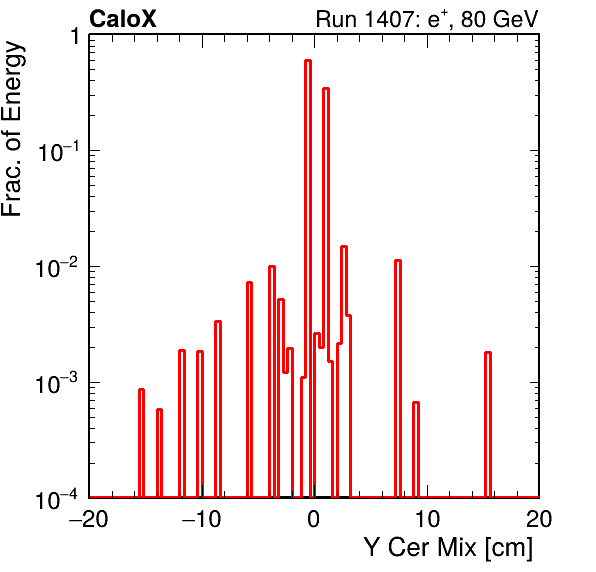 CaloX Run 1407: e⁺, 80 GeV
Frac. of Energy
1
10⁻¹
10⁻²
10⁻³
10⁻⁴
−20 −10 0 10 20
Y Cer Mix [cm]